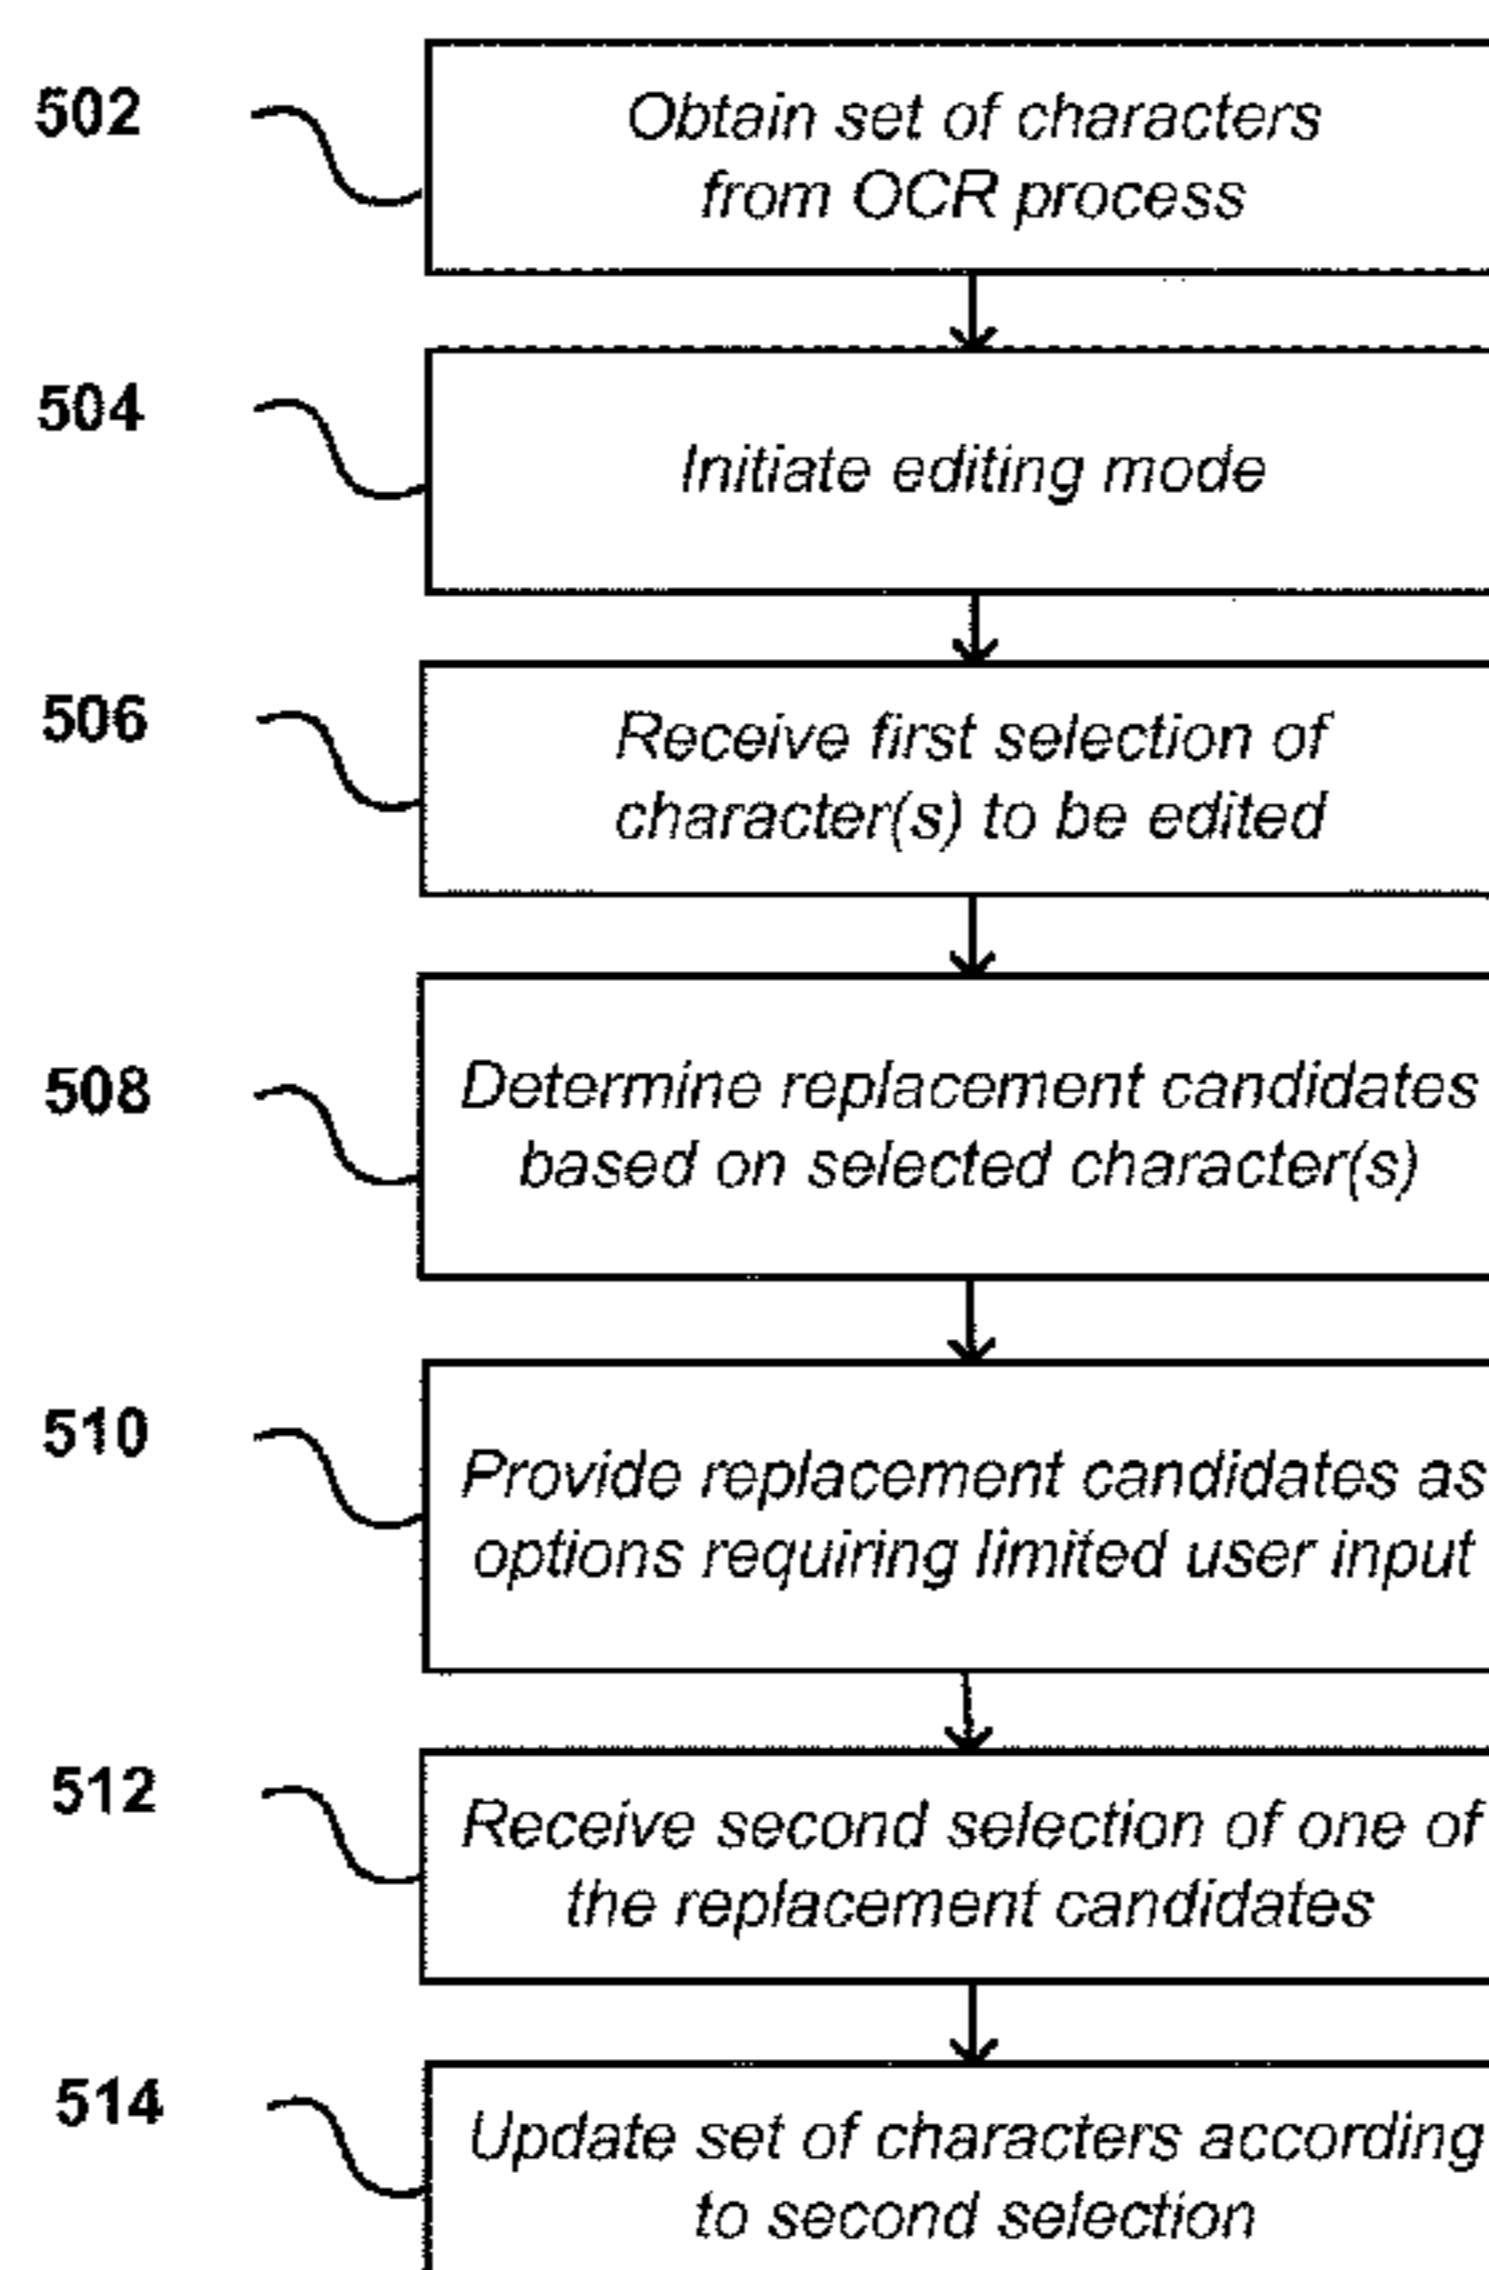 502
Obtain set of characters
from OCR process
504
Initiate editing mode
506
Receive first selection of
character(s) to be edited
508
Determine replacement candidates
based on selected character(s)
510
Provide replacement candidates as
options requiring limited user input
512
Receive second selection of one of
the replacement candidates
514
Update set of characters according
to second selection